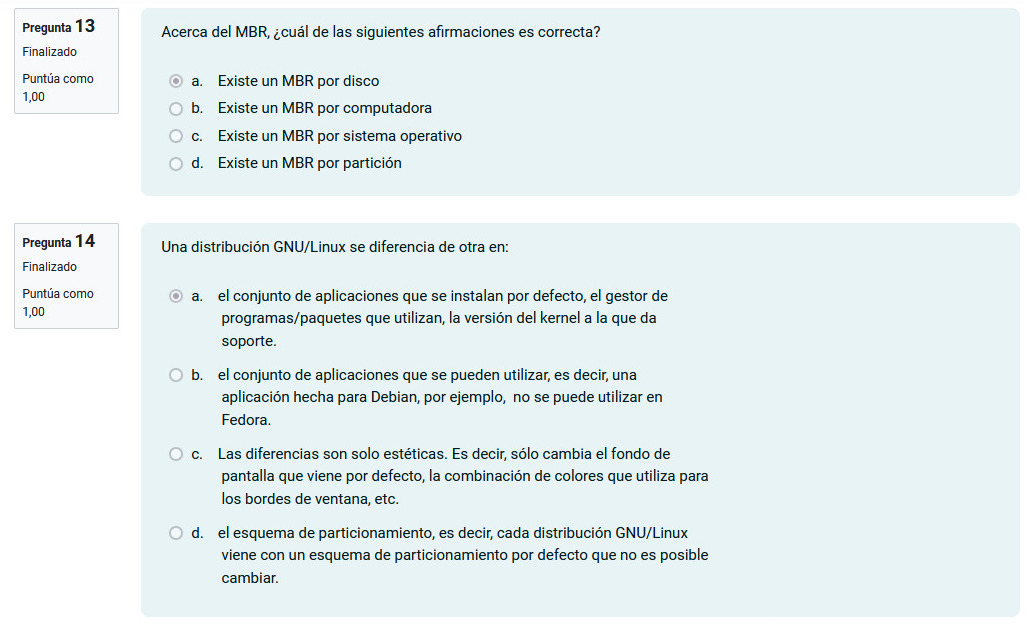 Pregunta 13
Finalizado
Puntúa como
1,00
Acerca del MBR, ¿cuál de las siguientes afirmaciones es correcta?
a. Existe un MBR por disco
b. Existe un MBR por computadora
c. Existe un MBR por sistema operativo
d. Existe un MBR por partición
Pregunta 14
Finalizado
Puntúa como
1,00
Una distribución GNU/Linux se diferencia de otra en:
a. el conjunto de aplicaciones que se instalan por defecto, el gestor de
programas/paquetes que utilizan, la versión del kernel a la que da
soporte.
b. el conjunto de aplicaciones que se pueden utilizar, es decir, una
aplicación hecha para Debian, por ejemplo, no se puede utilizar en
Fedora.
c. Las diferencias son solo estéticas. Es decir, sólo cambia el fondo de
pantalla que viene por defecto, la combinación de colores que utiliza para
los bordes de ventana, etc.
d. el esquema de particionamiento, es decir, cada distribución GNU/Linux
viene con un esquema de particionamiento por defecto que no es posible
cambiar.